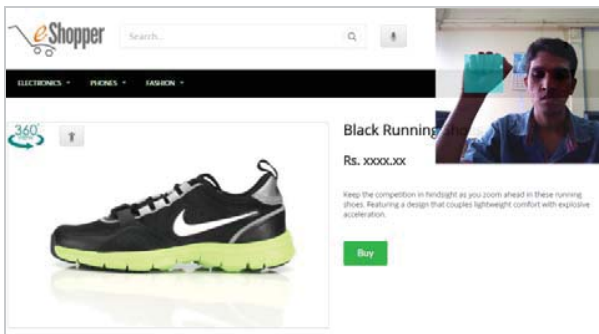 eShopper
Search...
ELECTRONICS PHONES FASHION
360°
Black Running Sho
Rs. xxxx.xx
Keep the competition in hindsight as you zoom ahead in these running
shoes. Featuring a design that couples lightweight comfort with explosive
acceleration.
Buy